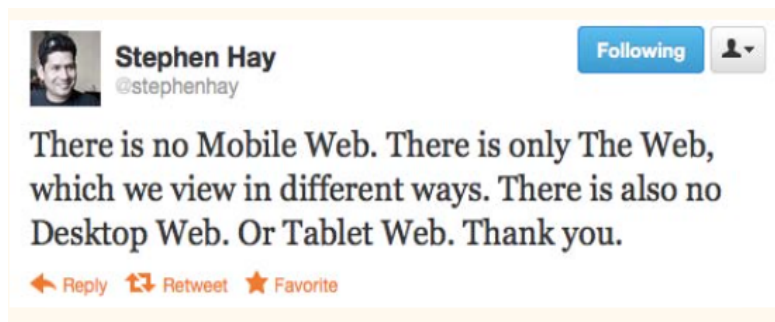 Stephen Hay
Following
@stephenhay
There is no Mobile Web. There is only The Web,
which we view in different ways. There is also no
Desktop Web. Or Tablet Web. Thank you.
Reply Retweet Favorite